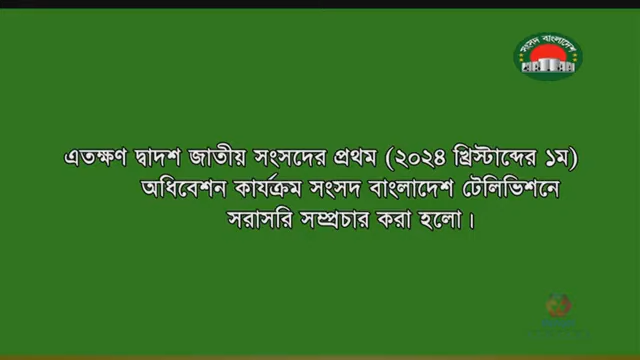 সংসদ বাংলাদেশ
এতক্ষণ দ্বাদশ জাতীয় সংসদের প্রথম (২০২৪ খ্রিস্টাব্দের ১ম)
অধিবেশন কার্যক্রম সংসদ বাংলাদেশ টেলিভিশনে
সরাসরি সম্প্রচার করা হলো।